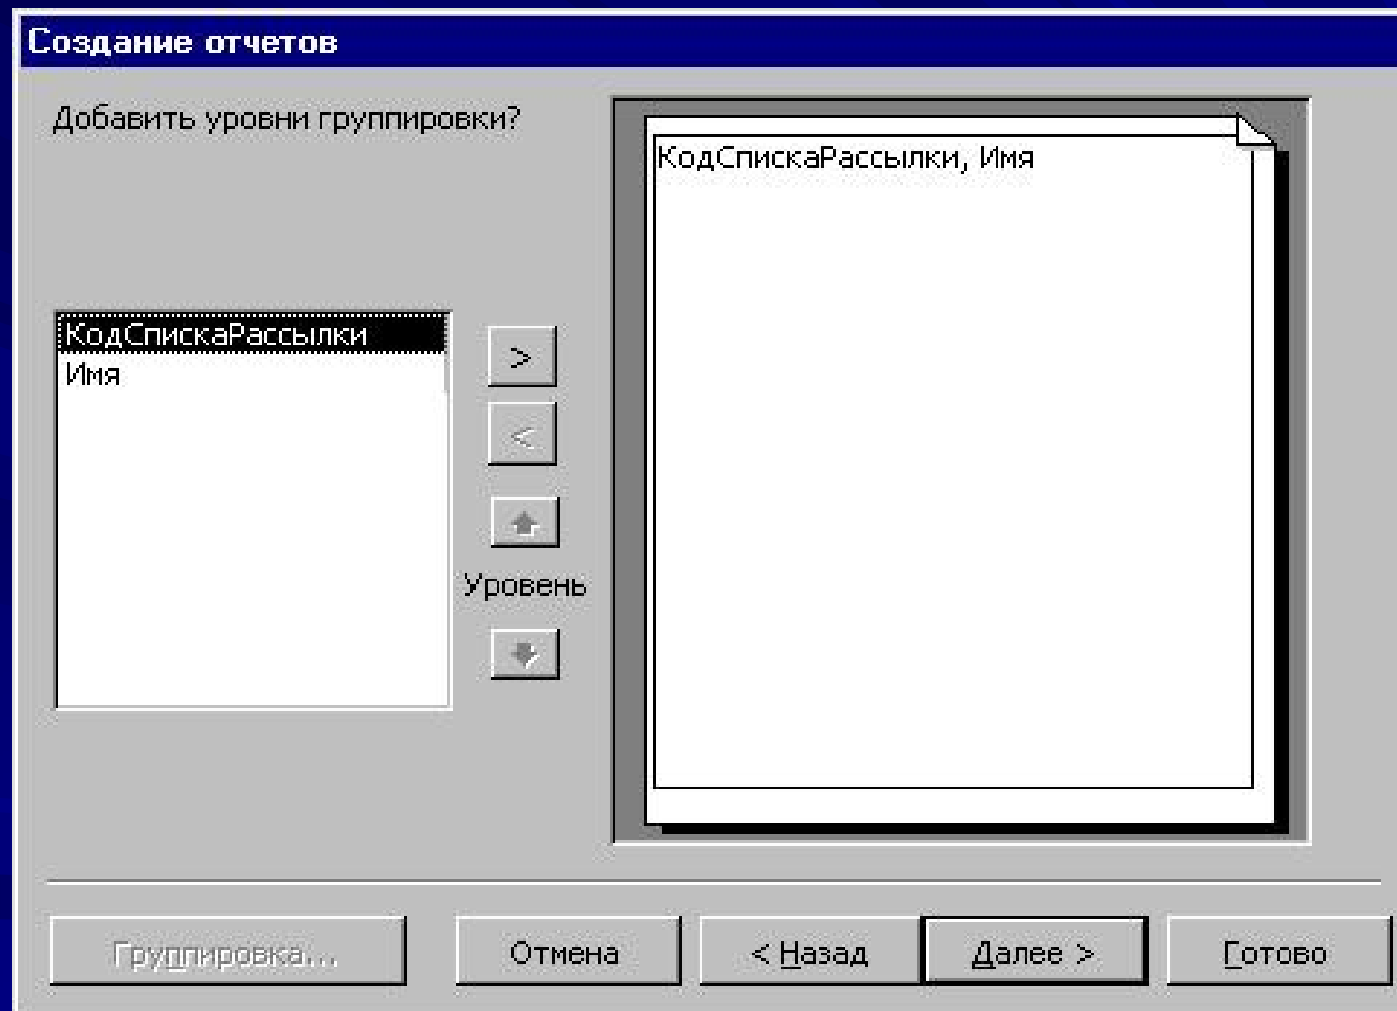 Создание отчетов
Добавить уровни группировки?
КодСпискаРассылки, Имя
КодСпискаРассылки
Имя
>
<
Уровень
Группировка...
Отмена
< Назад
Далее >
Готово